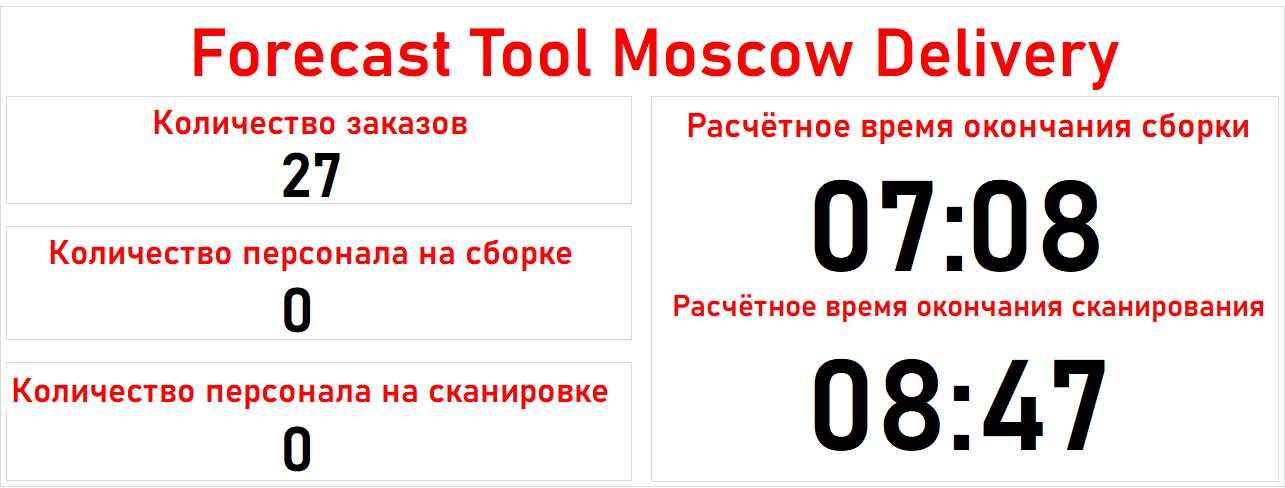 Forecast Tool Moscow Delivery
Количество заказов
27
Количество персонала на сборке
0
Количество персонала на сканировке
0
Расчётное время окончания сборки
07:08
Расчётное время окончания сканирования
08:47